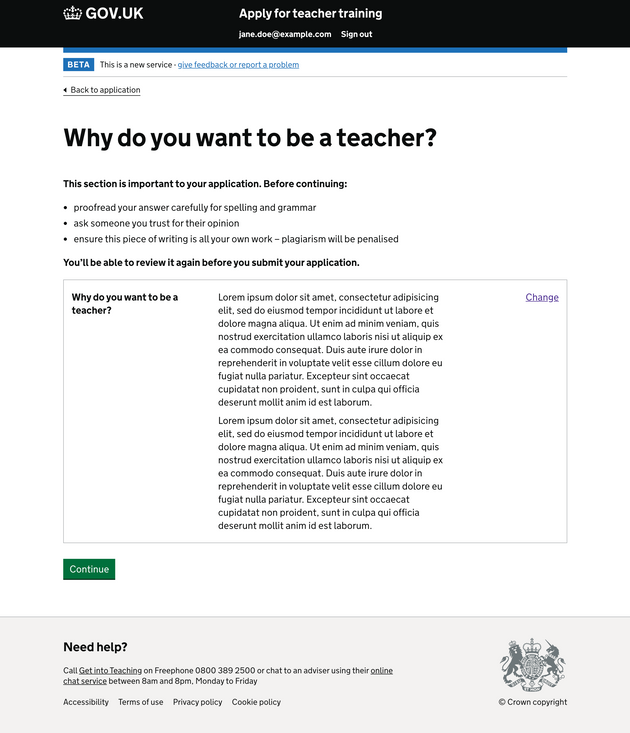 GOV.UK
Apply for teacher training
jane.doe@example.com Sign out
BETA This is a new service - give feedback or report a problem
Back to application
Why do you want to be a teacher?
This section is important to your application. Before continuing:
• proofread your answer carefully for spelling and grammar
• ask someone you trust for their opinion
• ensure this piece of writing is all your own work – plagiarism will be penalised
You'll be able to review it again before you submit your application.
Why do you want to be a
teacher?
Lorem ipsum dolor sit amet, consectetur adipisicing
elit, sed do eiusmod tempor incididunt ut labore et
dolore magna aliqua. Ut enim ad minim veniam, quis
nostrud exercitation ullamco laboris nisi ut aliquip ex
ea commodo consequat. Duis aute irure dolor in
reprehenderit in voluptate velit esse cillum dolore eu
fugiat nulla pariatur. Excepteur sint occaecat
cupidatat non proident, sunt in culpa qui officia
deserunt mollit anim id est laborum.
Lorem ipsum dolor sit amet, consectetur adipisicing
elit, sed do eiusmod tempor incididunt ut labore et
dolore magna aliqua. Ut enim ad minim veniam, quis
nostrud exercitation ullamco laboris nisi ut aliquip ex
ea commodo consequat. Duis aute irure dolor in
reprehenderit in voluptate velit esse cillum dolore eu
fugiat nulla pariatur. Excepteur sint occaecat
cupidatat non proident, sunt in culpa qui officia
deserunt mollit anim id est laborum.
Change
Continue
Need help?
Call Get into Teaching on Freephone 0800 389 2500 or chat to an adviser using their online
chat service between 8am and 8pm, Monday to Friday
Accessibility Terms of use Privacy policy Cookie policy
© Crown copyright